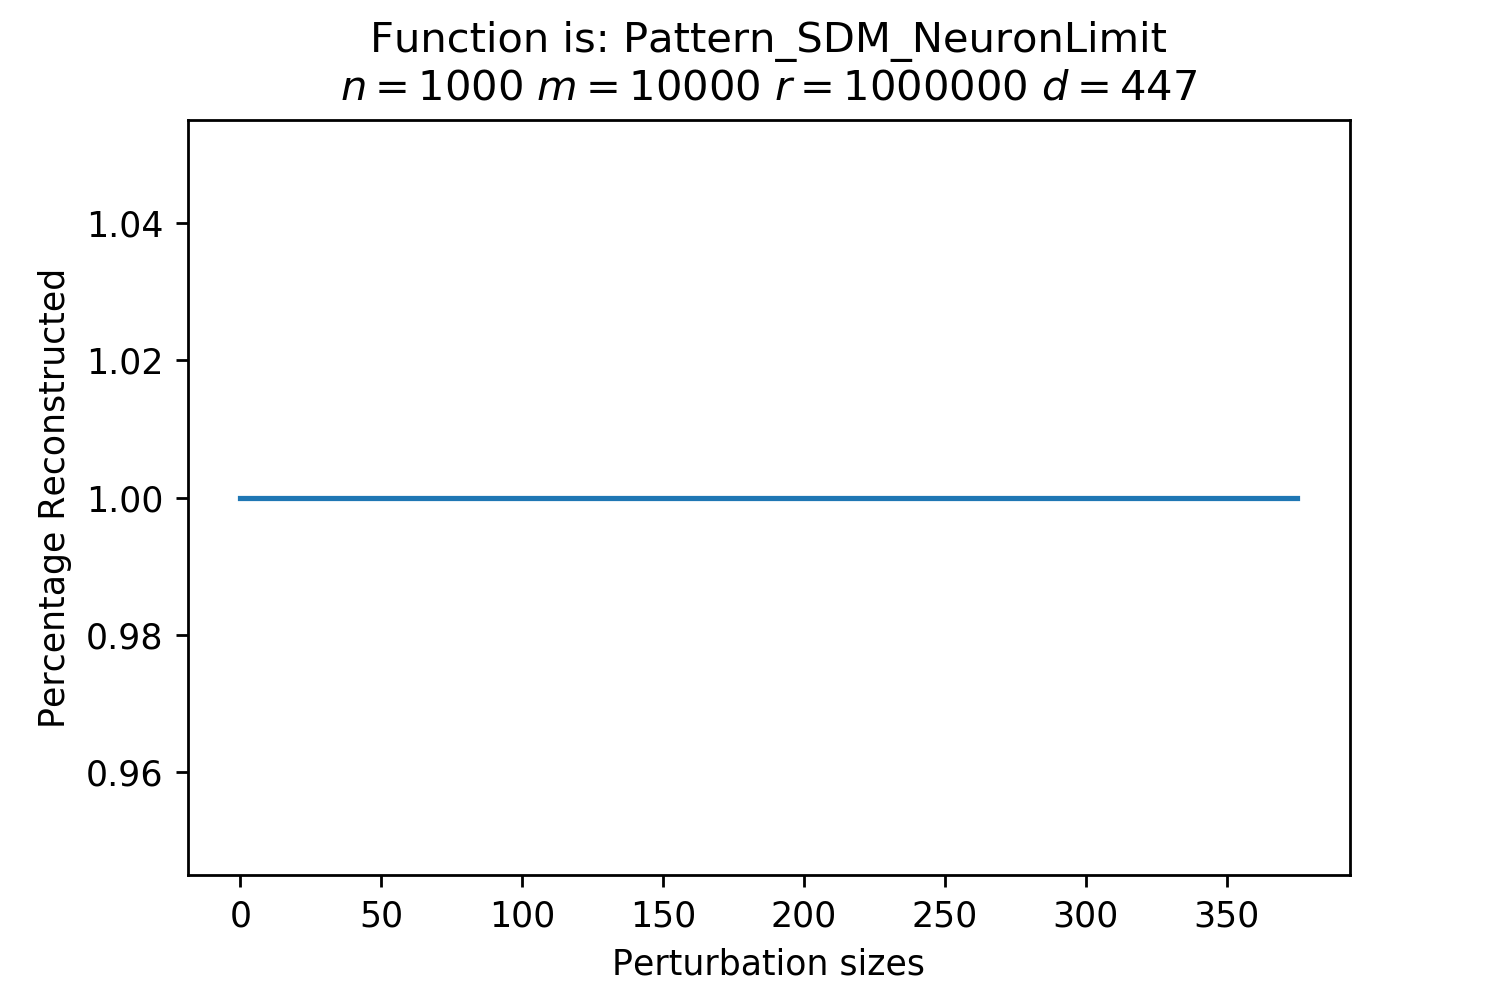 Function is: Pattern_SDM_NeuronLimit
n = 1000 m = 10000 r = 1000000 d = 447
Percentage Reconstructed
1.04
1.02
1.00
0.98
0.96
0 50 100 150 200 250 300 350
Perturbation sizes